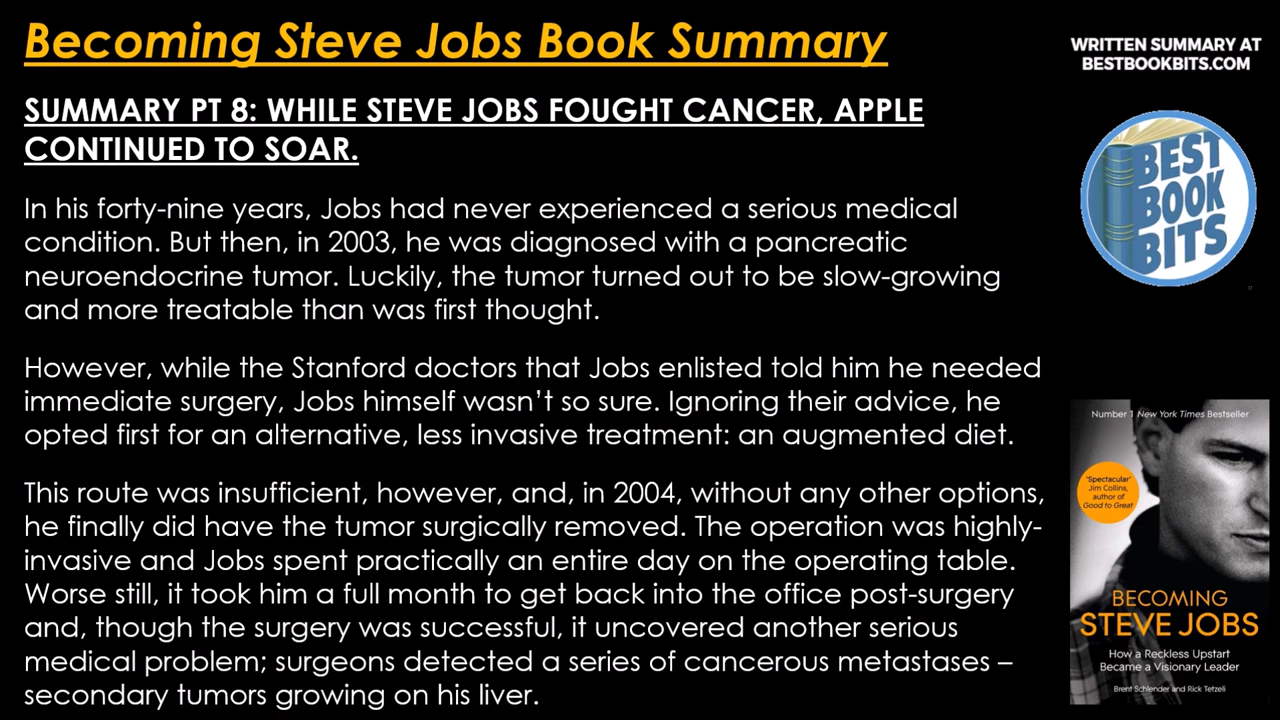 Becoming Steve Jobs Book Summary
WRITTEN SUMMARY AT
BESTBOOKBITS.COM
SUMMARY PT 8: WHILE STEVE JOBS FOUGHT CANCER, APPLE
CONTINUED TO SOAR.
In his forty-nine years, Jobs had never experienced a serious medical
condition. But then, in 2003, he was diagnosed with a pancreatic
neuroendocrine tumor. Luckily, the tumor turned out to be slow-growing
and more treatable than was first thought.
However, while the Stanford doctors that Jobs enlisted told him he needed
immediate surgery, Jobs himself wasn't so sure. Ignoring their advice, he
opted first for an alternative, less invasive treatment: an augmented diet.
This route was insufficient, however, and, in 2004, without any other options,
he finally did have the tumor surgically removed. The operation was highly-
invasive and Jobs spent practically an entire day on the operating table.
Worse still, it took him a full month to get back into the office post-surgery
and, though the surgery was successful, it uncovered another serious
medical problem; surgeons detected a series of cancerous metastases –
secondary tumors growing on his liver.
BEST
BOOK
BITS
Number 1 New York Times Bestseller
'Spectacular'
Jim Collins,
author of
Good to Great
BECOMING
STEVE JOBS
How a Reckless Upstart
Became a Visionary Leader
Brent Schlender and Rick Tetzeli